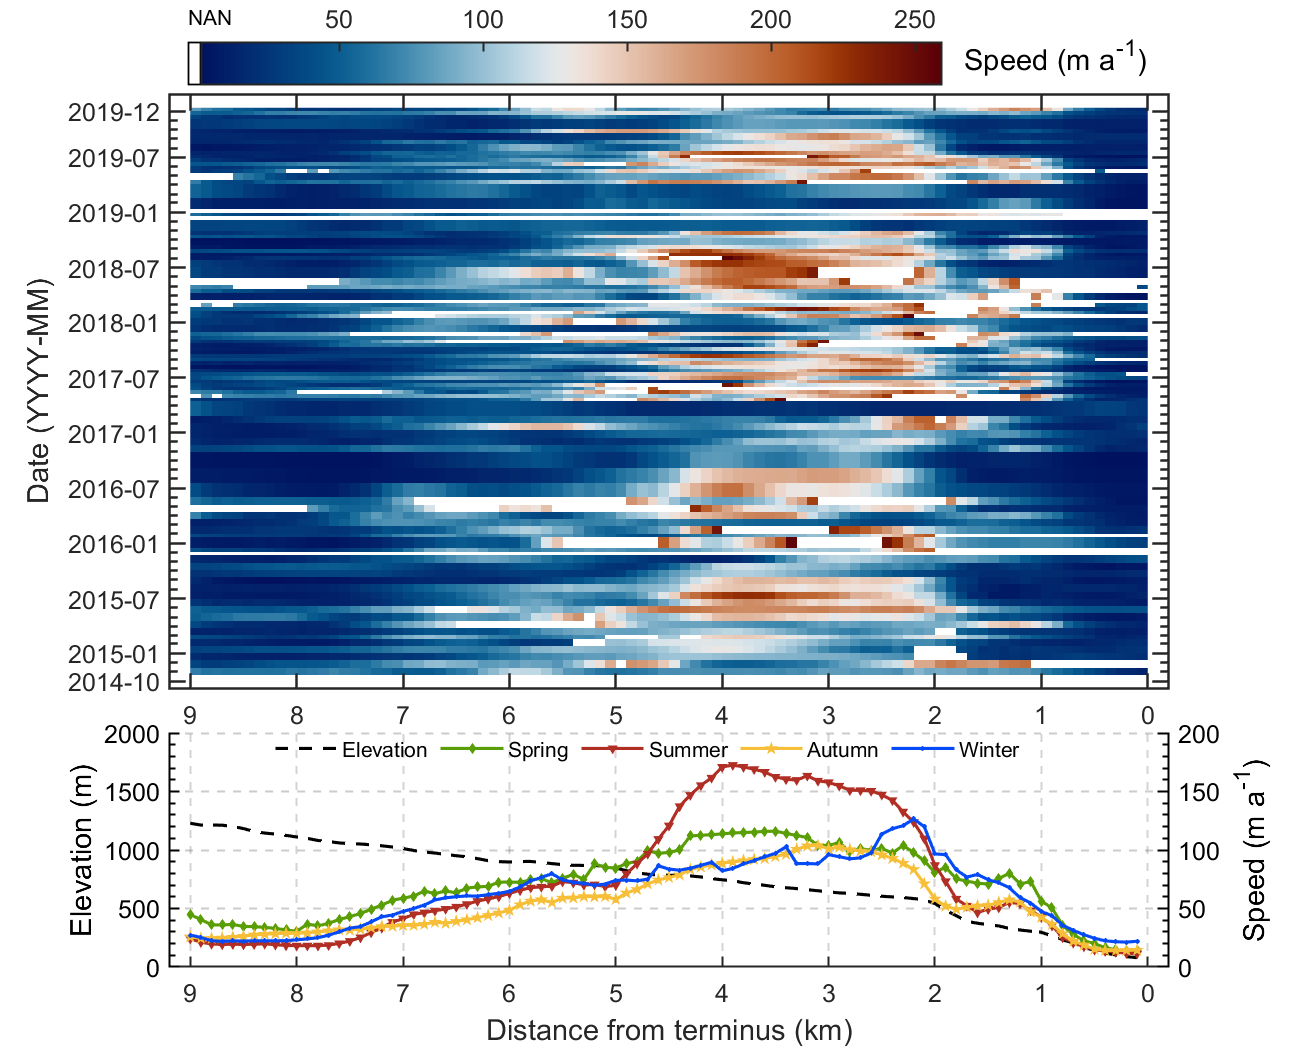 NAN 50 100 150 200 250
Speed (m a⁻¹)
Date (YYYY-MM)
2019-12
2019-07
2019-01
2018-07
2018-01
2017-07
2017-01
2016-07
2016-01
2015-07
2015-01
2014-10
9 8 7 6 5 4 3 2 1 0
Elevation (m)
2000
1500
1000
500
0
Elevation Spring Summer Autumn Winter
200
150
100
50
0
Speed (m a⁻¹)
9 8 7 6 5 4 3 2 1 0
Distance from terminus (km)